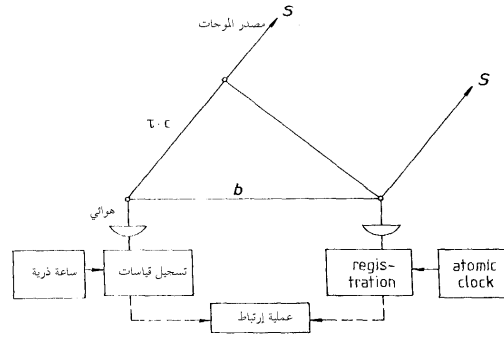 مصدر الموجات
S
S
τ·c
b
هوائي
ساعة ذرية
تسجيل قياسات
regis-
tration
atomic
clock
عملية إرتباط